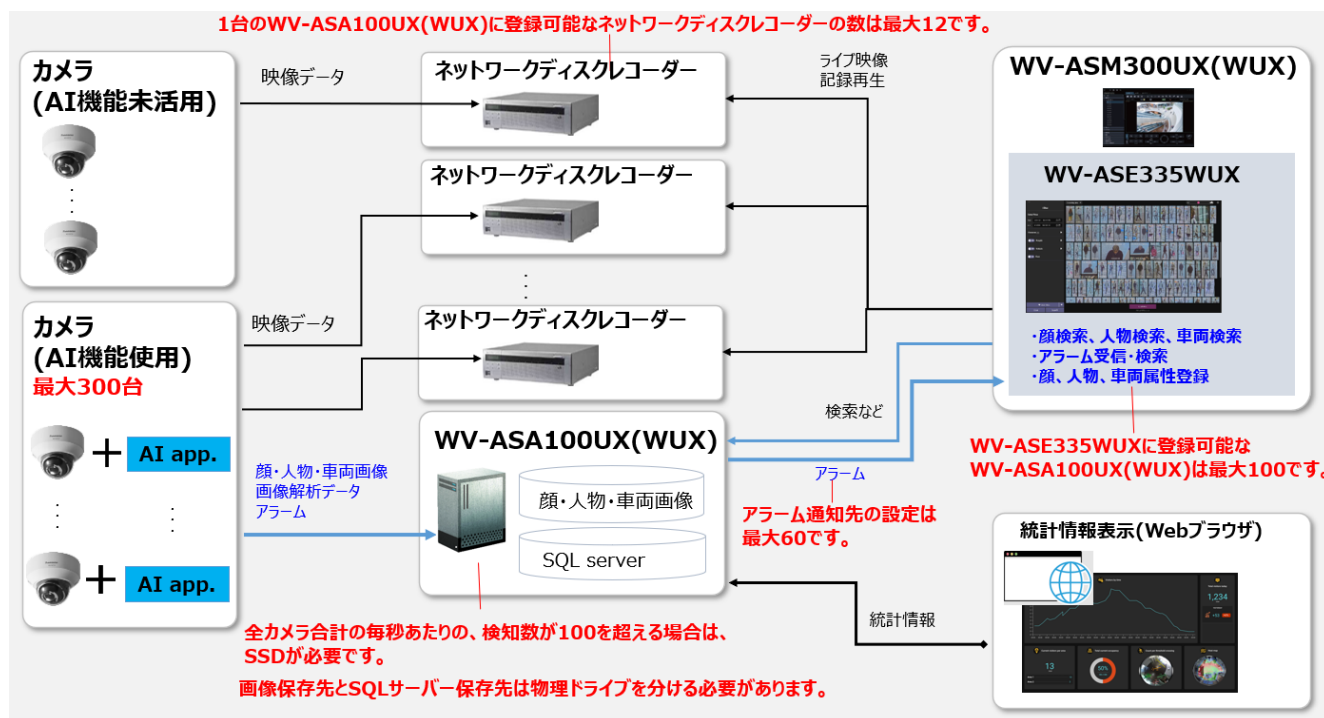 1台のWV-ASA100UX(WUX)に登録可能なネットワークディスクレコーダーの数は最大12です。
カメラ
(AI機能未活用)
映像データ
ネットワークディスクレコーダー
ライブ映像
記録再生
WV-ASM300UX(WUX)
ネットワークディスクレコーダー
WV-ASE335WUX
・顔検索、人物検索、車両検索
・アラーム受信・検索
・顔、人物、車両属性登録
カメラ
(AI機能使用)
最大300台
映像データ
ネットワークディスクレコーダー
AI app.
AI app.
顔・人物・車両画像
画像解析データ
アラーム
WV-ASA100UX(WUX)
顔・人物・車両画像
SQL server
検索など
アラーム
アラーム通知先の設定は
最大60です。
WV-ASE335WUXに登録可能な
WV-ASA100UX(WUX)は最大100です。
統計情報表示(Webブラウザ)
1,234
13
50%
統計情報
全カメラ合計の毎秒あたりの、検知数が100を超える場合は、
SSDが必要です。
画像保存先とSQLサーバー保存先は物理ドライブを分ける必要があります。